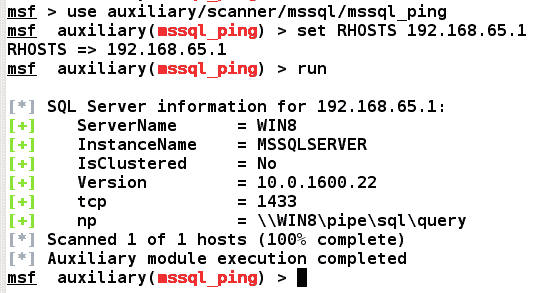 msf > use auxiliary/scanner/mssql/mssql_ping
msf  auxiliary(mssql_ping) > set RHOSTS 192.168.65.1
RHOSTS => 192.168.65.1
msf  auxiliary(mssql_ping) > run
[*] SQL Server information for 192.168.65.1:
[+]    ServerName      = WIN8
[+]    InstanceName    = MSSQLSERVER
[+]    IsClustered     = No
[+]    Version         = 10.0.1600.22
[+]    tcp             = 1433
[+]    np              = \\WIN8\pipe\sql\query
[*] Scanned 1 of 1 hosts (100% complete)
[*] Auxiliary module execution completed
msf  auxiliary(mssql_ping) >